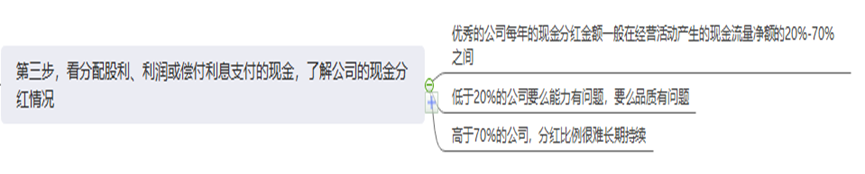 第三步，看分配股利、利润或偿付利息支付的现金，了解公司的现金分
红情况
优秀的公司每年的现金分红金额一般在经营活动产生的现金流量净额的20%-70%
之间
低于20%的公司要么能力有问题，要么品质有问题
高于70%的公司，分红比例很难长期持续